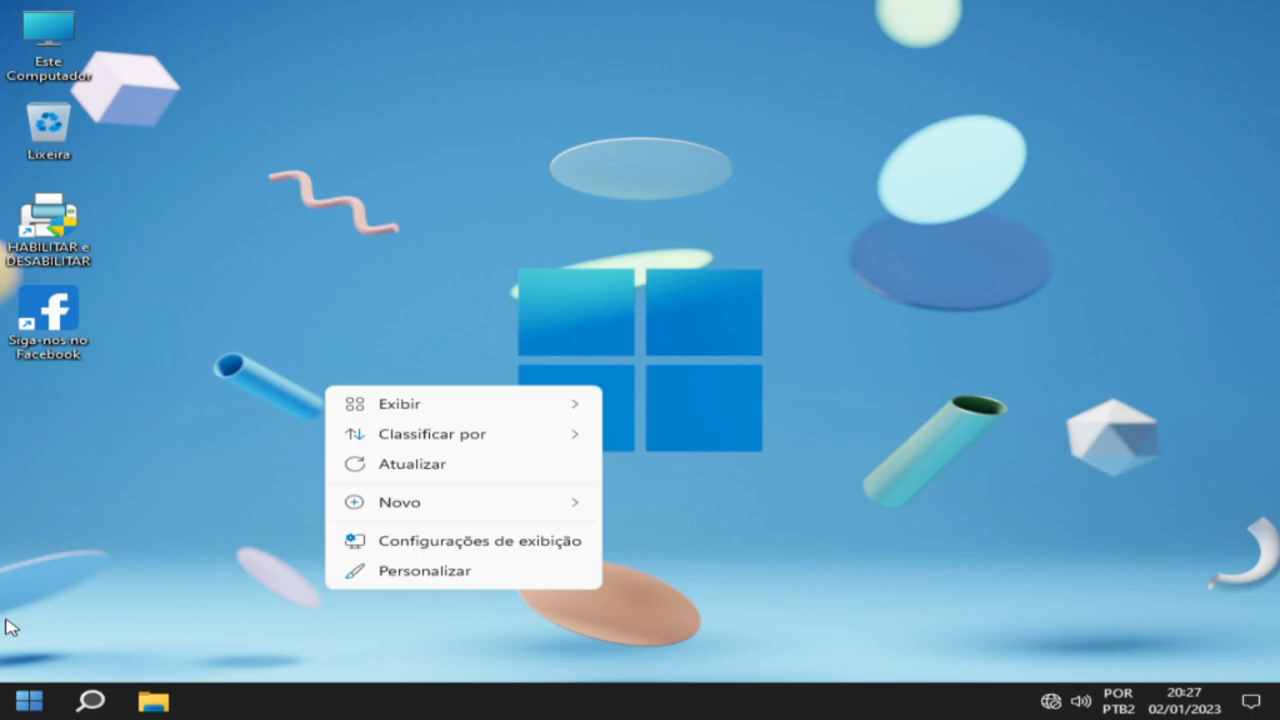 Este
Computador
Lixeira
HABILITAR e
DESABILITAR
Siga-nos no
Facebook
Exibir
Classificar por
Atualizar
Novo
Configurações de exibição
Personalizar
POR
PTB2
20:27
02/01/2023